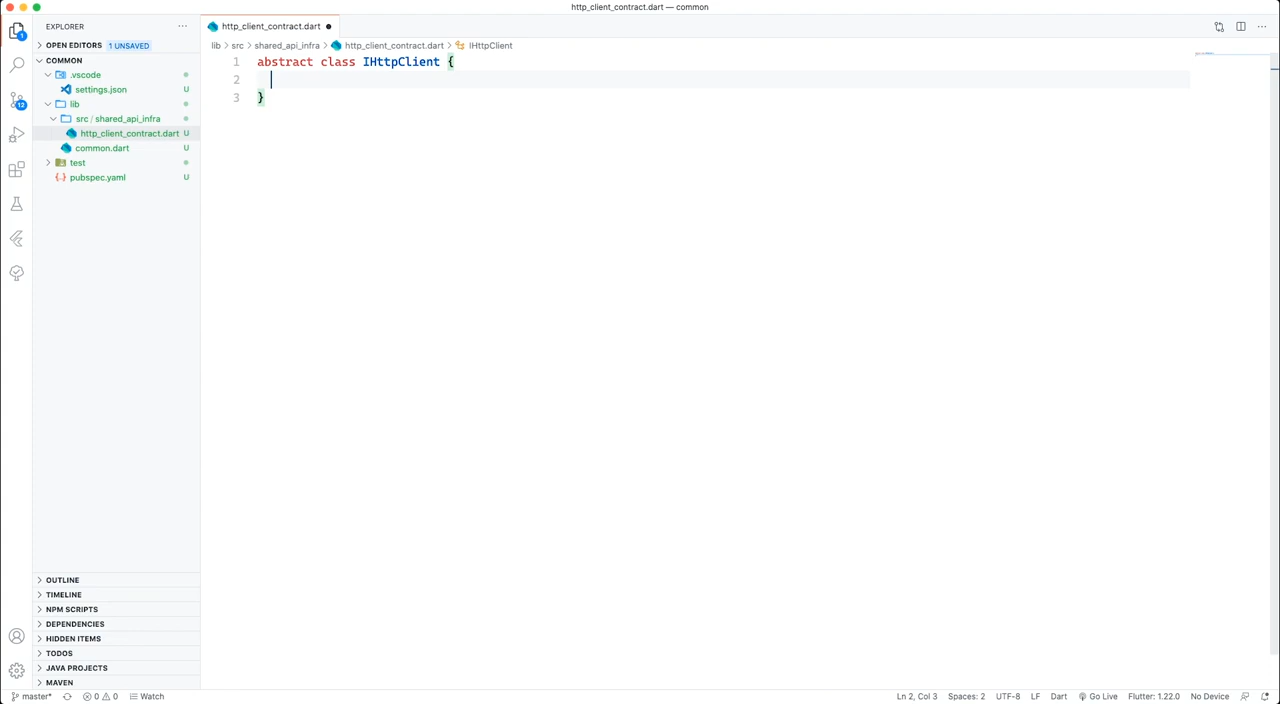 http_client_contract.dart — common
EXPLORER
OPEN EDITORS 1 UNSAVED
COMMON
.vscode
settings.json U
lib
src / shared_api_infra
http_client_contract.dart U
common.dart U
test
pubspec.yaml U
1
12
OUTLINE
TIMELINE
NPM SCRIPTS
DEPENDENCIES
HIDDEN ITEMS
TODOS
JAVA PROJECTS
MAVEN
http_client_contract.dart
lib > src > shared_api_infra > http_client_contract.dart > IHttpClient
1 abstract class IHttpClient {
2
3 }
master* 0 0 Watch
Ln 2, Col 3 Spaces: 2 UTF-8 LF Dart Go Live Flutter: 1.22.0 No Device